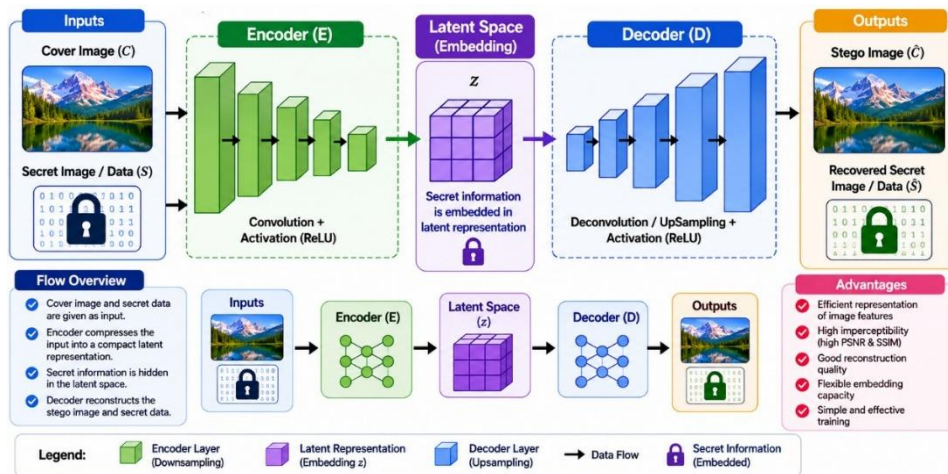 Inputs
Cover Image (C)
Secret Image / Data (S)
Encoder (E)
Convolution +
Activation (ReLU)
Latent Space
(Embedding)
z
Secret information
is embedded in
latent representation
Decoder (D)
Deconvolution / UpSampling +
Activation (ReLU)
Outputs
Stego Image (Ĉ)
Recovered Secret
Image / Data (Ŝ)
Flow Overview
Cover image and secret data
are given as input.
Encoder compresses the
input into a compact latent
representation.
Secret information is hidden
in the latent space.
Decoder reconstructs the
stego image and secret data.
Inputs
Encoder (E)
Latent Space
(z)
Decoder (D)
Outputs
Advantages
Efficient representation
of image features
High imperceptibility
(high PSNR & SSIM)
Good reconstruction
quality
Flexible embedding
capacity
Simple and effective
training
Legend:
Encoder Layer
(Downsampling)
Latent Representation
(Embedding z)
Decoder Layer
(Upsampling)
Data Flow
Secret Information
(Embedded)